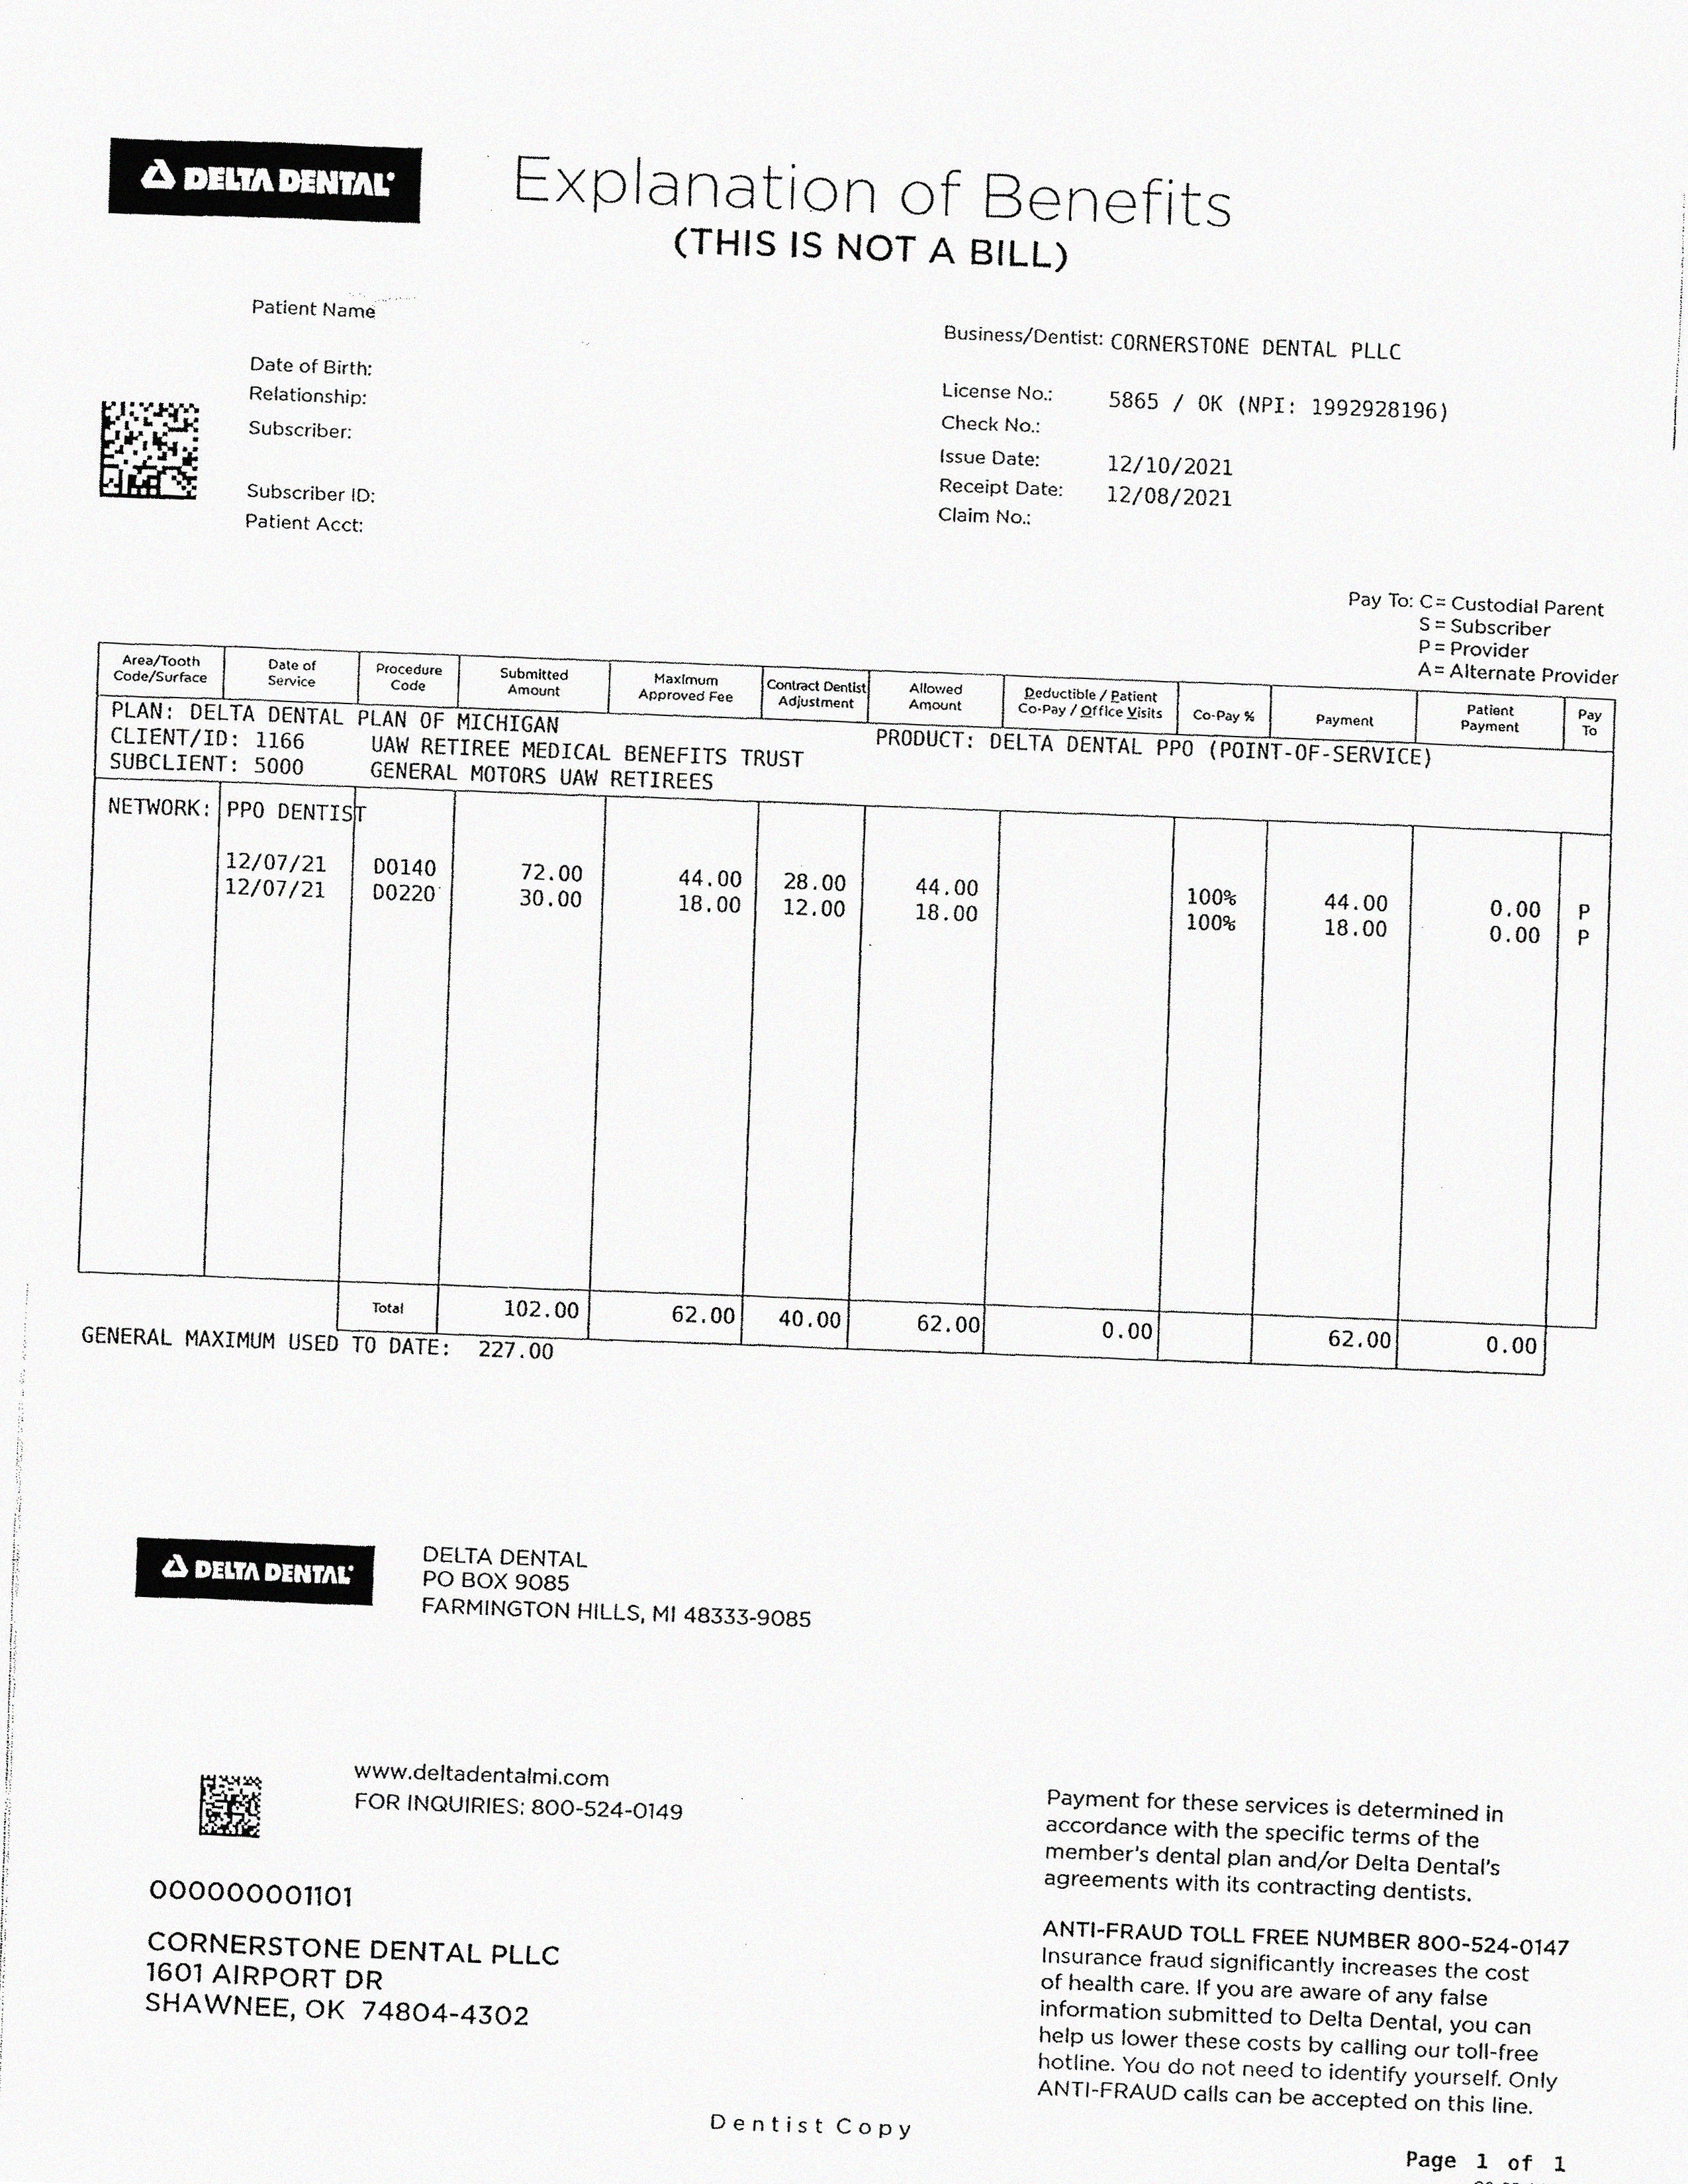 DELTA DENTAL
Explanation of Benefits
(THIS IS NOT A BILL)
Patient Name
Date of Birth:
Relationship:
Subscriber:
Subscriber ID:
Patient Acct:
Business/Dentist: CORNERSTONE DENTAL PLLC
License No.: 5865 / OK (NPI: 1992928196)
Check No.:
Issue Date: 12/10/2021
Receipt Date: 12/08/2021
Claim No.:
Pay To: C= Custodial Parent
S = Subscriber
P = Provider
A= Alternate Provider
Area/Tooth Code/Surface Date of Service Procedure Code Submitted Amount Maximum Approved Fee Contract Dentist Adjustment Allowed Amount Deductible / Patient Co-Pay / Office Visits Co-Pay % Payment Patient Payment Pay To
PLAN: DELTA DENTAL PLAN OF MICHIGAN PRODUCT: DELTA DENTAL PPO (POINT-OF-SERVICE)
CLIENT/ID: 1166 UAW RETIREE MEDICAL BENEFITS TRUST
SUBCLIENT: 5000 GENERAL MOTORS UAW RETIREES
NETWORK: PPO DENTIST
12/07/21 D0140 72.00 44.00 28.00 44.00 100% 44.00 0.00 P
12/07/21 D0220 30.00 18.00 12.00 18.00 100% 18.00 0.00 P
Total 102.00 62.00 40.00 62.00 0.00 62.00 0.00
GENERAL MAXIMUM USED TO DATE: 227.00
DELTA DENTAL
DELTA DENTAL
PO BOX 9085
FARMINGTON HILLS, MI 48333-9085
www.deltadentalmi.com
FOR INQUIRIES: 800-524-0149
000000001101
CORNERSTONE DENTAL PLLC
1601 AIRPORT DR
SHAWNEE, OK 74804-4302
Payment for these services is determined in
accordance with the specific terms of the
member's dental plan and/or Delta Dental's
agreements with its contracting dentists.
ANTI-FRAUD TOLL FREE NUMBER 800-524-0147
Insurance fraud significantly increases the cost
of health care. If you are aware of any false
information submitted to Delta Dental, you can
help us lower these costs by calling our toll-free
hotline. You do not need to identify yourself. Only
ANTI-FRAUD calls can be accepted on this line.
Dentist Copy
Page 1 of 1